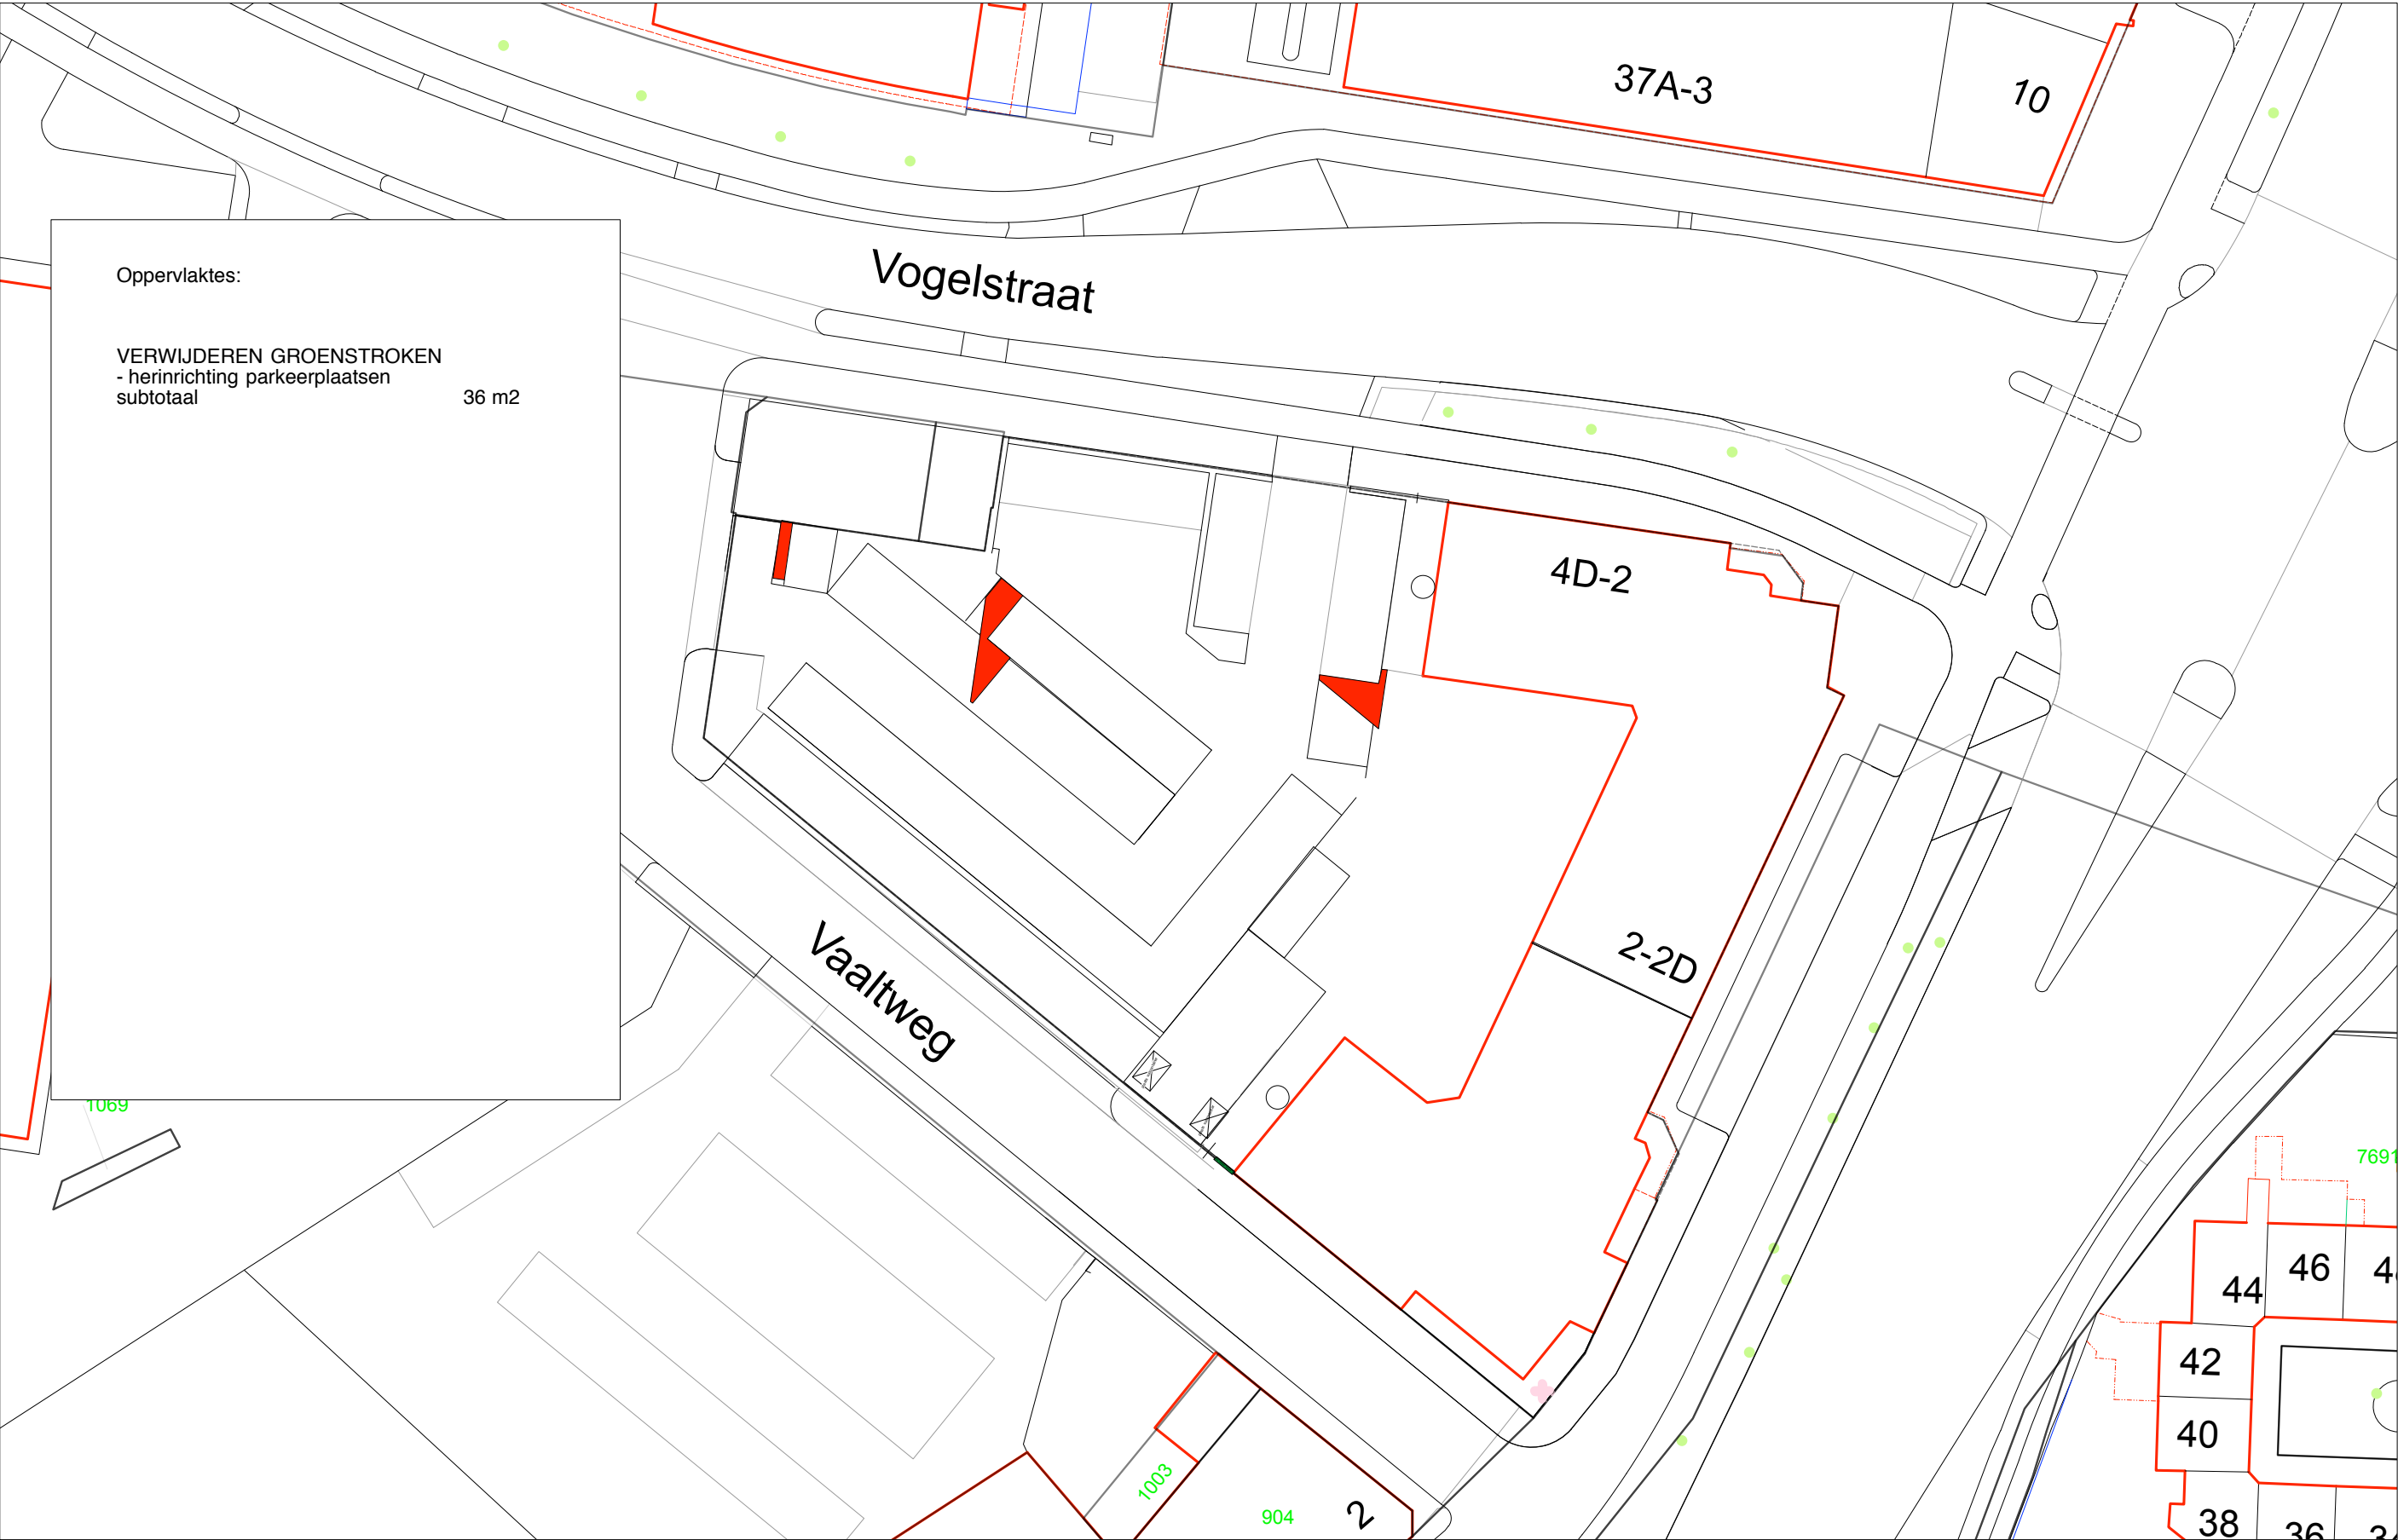 37A-3
10
Vogelstraat
Oppervlaktes:
VERWIJDEREN GROENSTROKEN
- herinrichting parkeerplaatsen
subtotaal 36 m2
4D-2
2-2D
Vaaltweg
1069
7691
46
44
42
40
38
36
1003
904
2